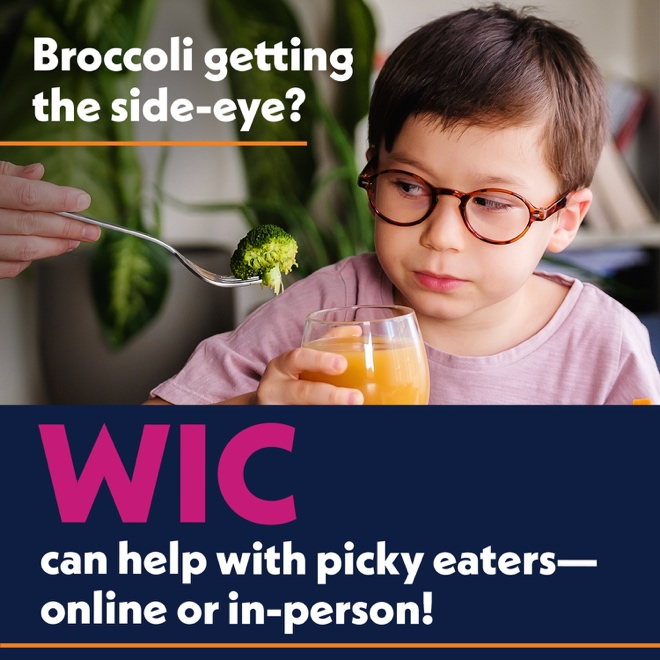 Broccoli getting
the side-eye?
WIC
can help with picky eaters—
online or in-person!